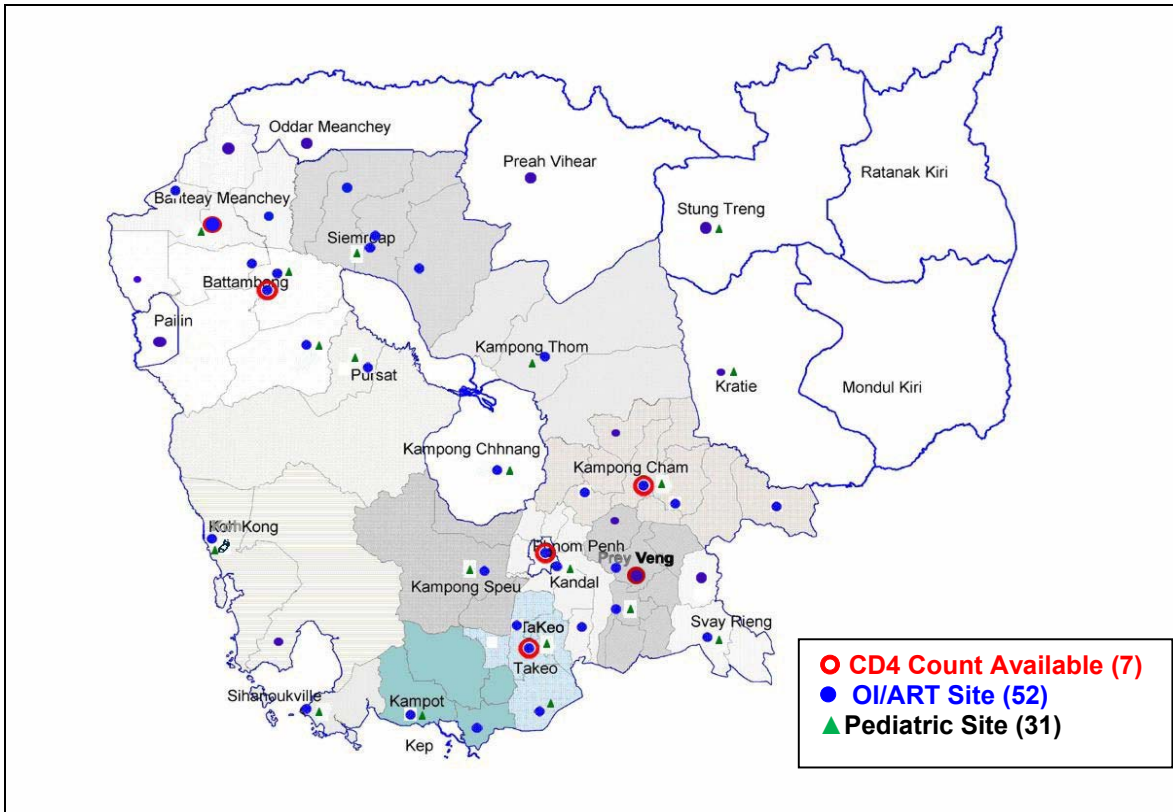 Oddar Meanchey
Preah Vihear
Ratanak Kiri
Banteay Meanchey
Stung Treng
Siemreap
Battambang
Pailin
Kampong Thom
Pursat
Kratie
Mondul Kiri
Kampong Chhnang
Kampong Cham
Koh Kong
Phnom Penh
Prey Veng
Kampong Speu
Kandal
TaKeo
Svay Rieng
Takeo
Sihanoukville
Kampot
Kep
CD4 Count Available (7)
OI/ART Site (52)
Pediatric Site (31)